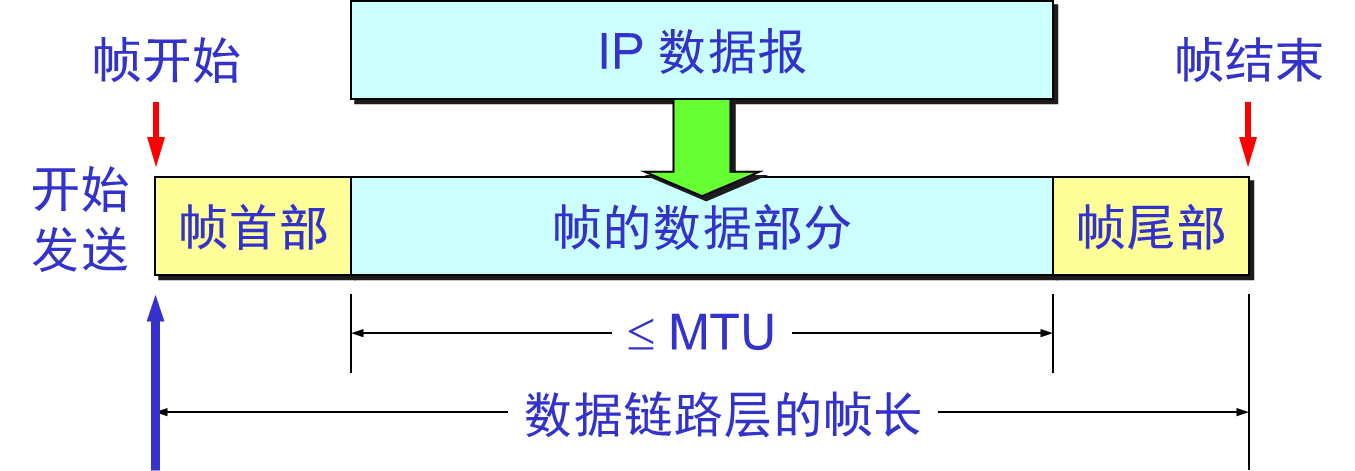 IP 数据报
帧开始
帧结束
开始
发送
帧首部
帧的数据部分
帧尾部
≤ MTU
数据链路层的帧长